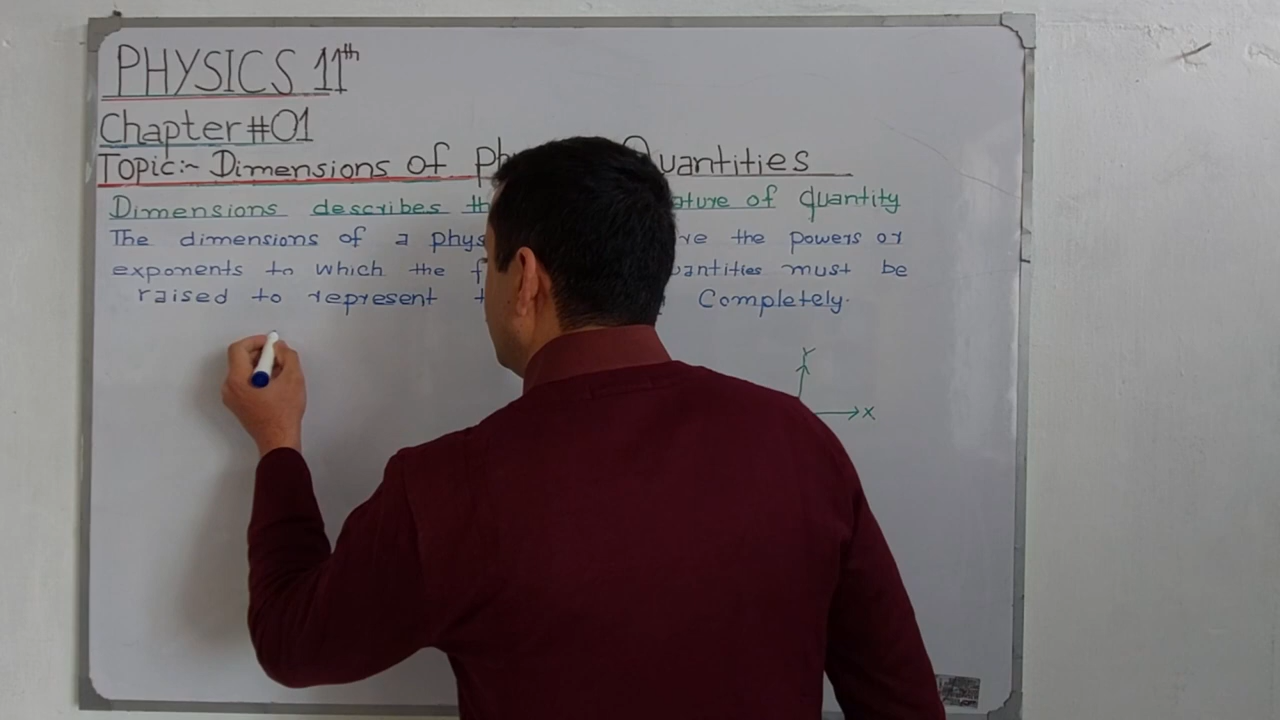 PHYSICS 11th
Chapter#01
Topic:~ Dimensions of uantities
Dimensions describes ature of quantity
The dimensions of a the powers or
exponents to which the must be
raised to represent Completely.
Y
X